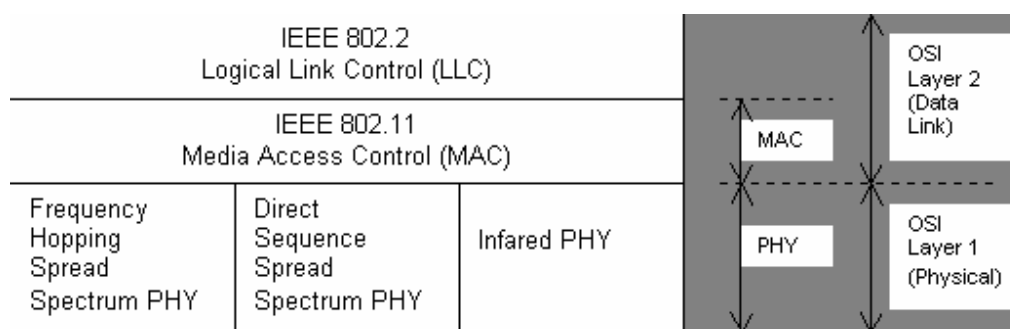 IEEE 802.2
Logical Link Control (LLC)
IEEE 802.11
Media Access Control (MAC)
Frequency
Hopping
Spread
Spectrum PHY
Direct
Sequence
Spread
Spectrum PHY
Infared PHY
MAC
PHY
OSI
Layer 2
(Data
Link)
OSI
Layer 1
(Physical)